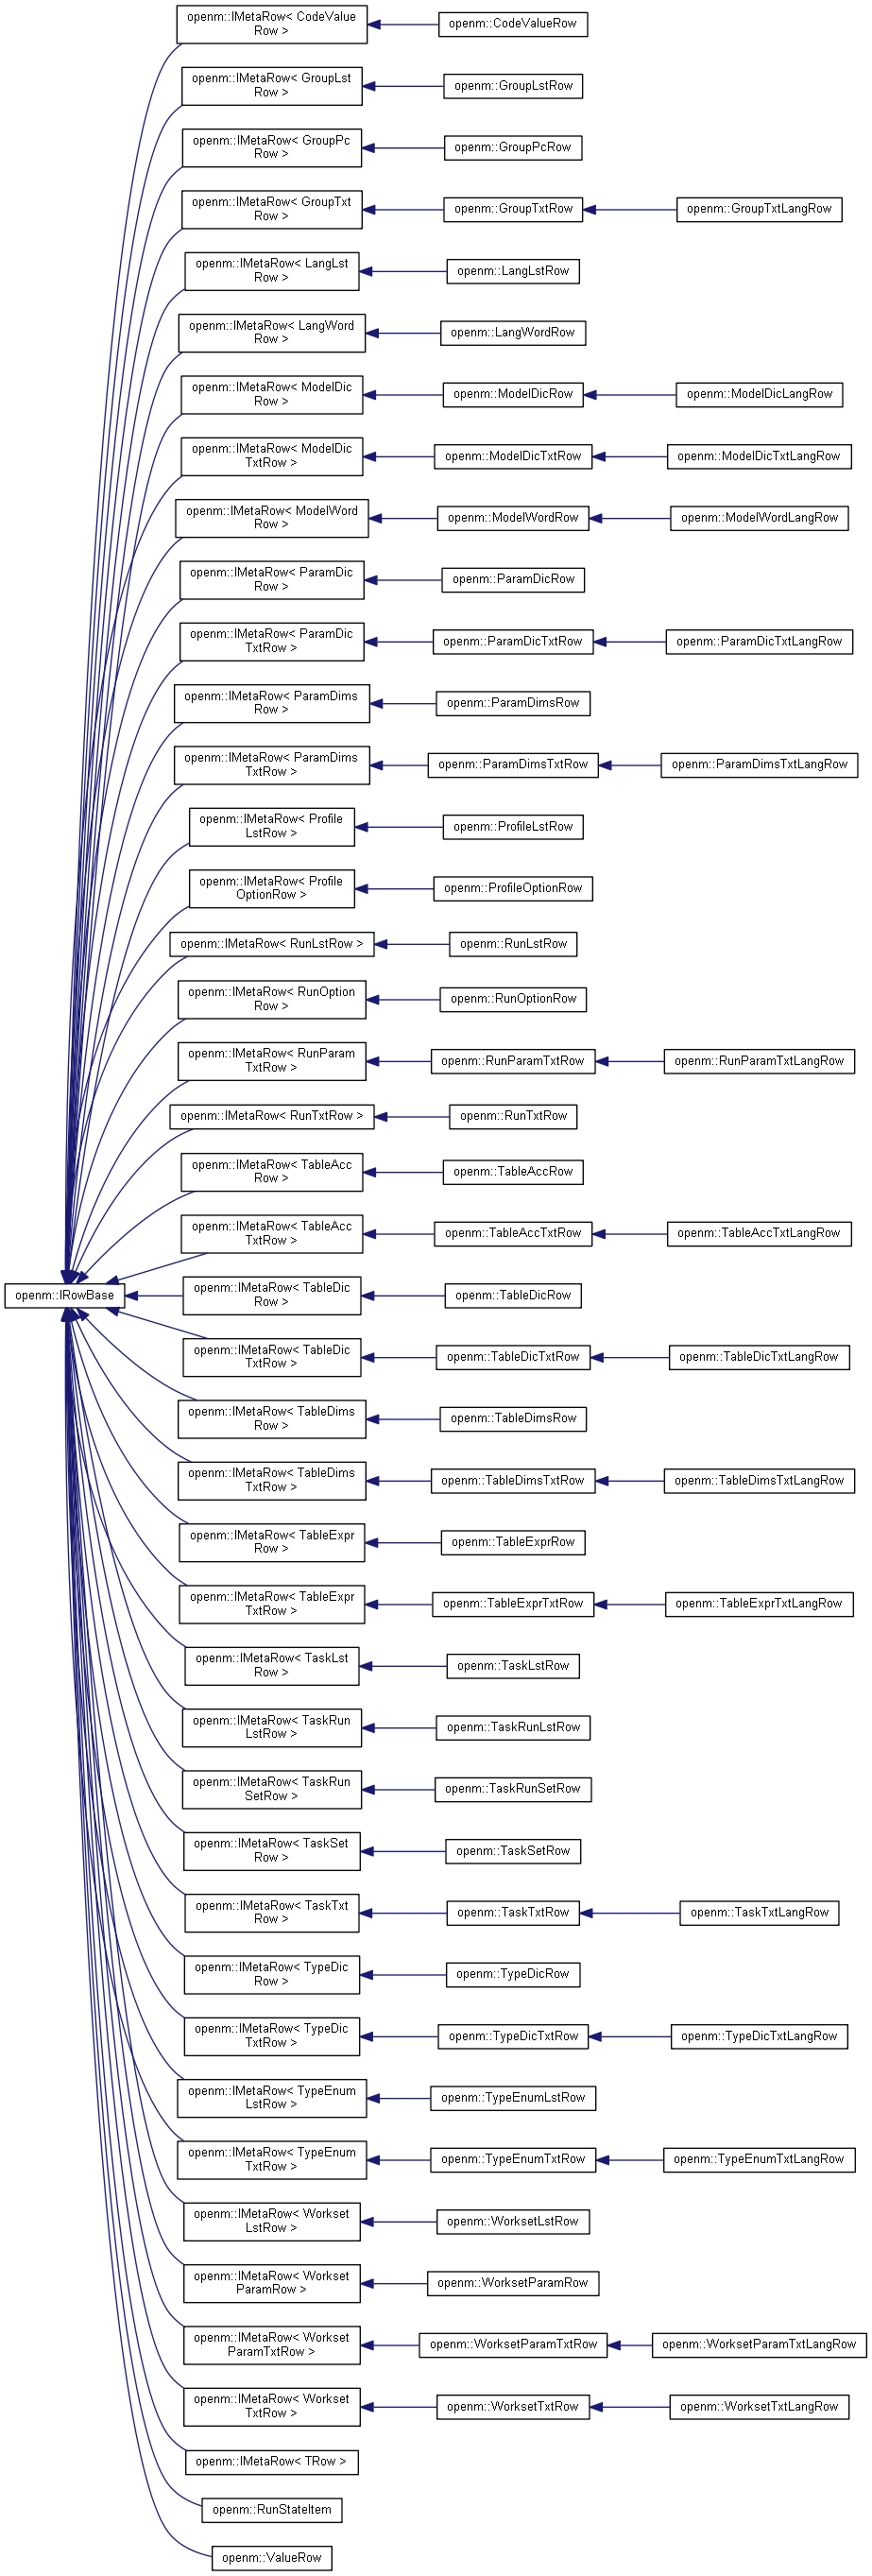 openm::IMetaRow< CodeValue
Row >
openm::CodeValueRow
openm::IMetaRow< GroupLst
Row >
openm::GroupLstRow
openm::IMetaRow< GroupPc
Row >
openm::GroupPcRow
openm::IMetaRow< GroupTxt
Row >
openm::GroupTxtRow
openm::GroupTxtLangRow
openm::IMetaRow< LangLst
Row >
openm::LangLstRow
openm::IMetaRow< LangWord
Row >
openm::LangWordRow
openm::IMetaRow< ModelDic
Row >
openm::ModelDicRow
openm::ModelDicLangRow
openm::IMetaRow< ModelDic
TxtRow >
openm::ModelDicTxtRow
openm::ModelDicTxtLangRow
openm::IMetaRow< ModelWord
Row >
openm::ModelWordRow
openm::ModelWordLangRow
openm::IMetaRow< ParamDic
Row >
openm::ParamDicRow
openm::IMetaRow< ParamDic
TxtRow >
openm::ParamDicTxtRow
openm::ParamDicTxtLangRow
openm::IMetaRow< ParamDims
Row >
openm::ParamDimsRow
openm::IMetaRow< ParamDims
TxtRow >
openm::ParamDimsTxtRow
openm::ParamDimsTxtLangRow
openm::IMetaRow< Profile
LstRow >
openm::ProfileLstRow
openm::IMetaRow< Profile
OptionRow >
openm::ProfileOptionRow
openm::IMetaRow< RunLstRow >
openm::RunLstRow
openm::IMetaRow< RunOption
Row >
openm::RunOptionRow
openm::IMetaRow< RunParam
TxtRow >
openm::RunParamTxtRow
openm::RunParamTxtLangRow
openm::IMetaRow< RunTxtRow >
openm::RunTxtRow
openm::IMetaRow< TableAcc
Row >
openm::TableAccRow
openm::IMetaRow< TableAcc
TxtRow >
openm::TableAccTxtRow
openm::TableAccTxtLangRow
openm::IRowBase
openm::IMetaRow< TableDic
Row >
openm::TableDicRow
openm::IMetaRow< TableDic
TxtRow >
openm::TableDicTxtRow
openm::TableDicTxtLangRow
openm::IMetaRow< TableDims
Row >
openm::TableDimsRow
openm::IMetaRow< TableDims
TxtRow >
openm::TableDimsTxtRow
openm::TableDimsTxtLangRow
openm::IMetaRow< TableExpr
Row >
openm::TableExprRow
openm::IMetaRow< TableExpr
TxtRow >
openm::TableExprTxtRow
openm::TableExprTxtLangRow
openm::IMetaRow< TaskLst
Row >
openm::TaskLstRow
openm::IMetaRow< TaskRun
LstRow >
openm::TaskRunLstRow
openm::IMetaRow< TaskRun
SetRow >
openm::TaskRunSetRow
openm::IMetaRow< TaskSet
Row >
openm::TaskSetRow
openm::IMetaRow< TaskTxt
Row >
openm::TaskTxtRow
openm::TaskTxtLangRow
openm::IMetaRow< TypeDic
Row >
openm::TypeDicRow
openm::IMetaRow< TypeDic
TxtRow >
openm::TypeDicTxtRow
openm::TypeDicTxtLangRow
openm::IMetaRow< TypeEnum
LstRow >
openm::TypeEnumLstRow
openm::IMetaRow< TypeEnum
TxtRow >
openm::TypeEnumTxtRow
openm::TypeEnumTxtLangRow
openm::IMetaRow< Workset
LstRow >
openm::WorksetLstRow
openm::IMetaRow< Workset
ParamRow >
openm::WorksetParamRow
openm::IMetaRow< Workset
ParamTxtRow >
openm::WorksetParamTxtRow
openm::WorksetParamTxtLangRow
openm::IMetaRow< Workset
TxtRow >
openm::WorksetTxtRow
openm::WorksetTxtLangRow
openm::IMetaRow< TRow >
openm::RunStateItem
openm::ValueRow